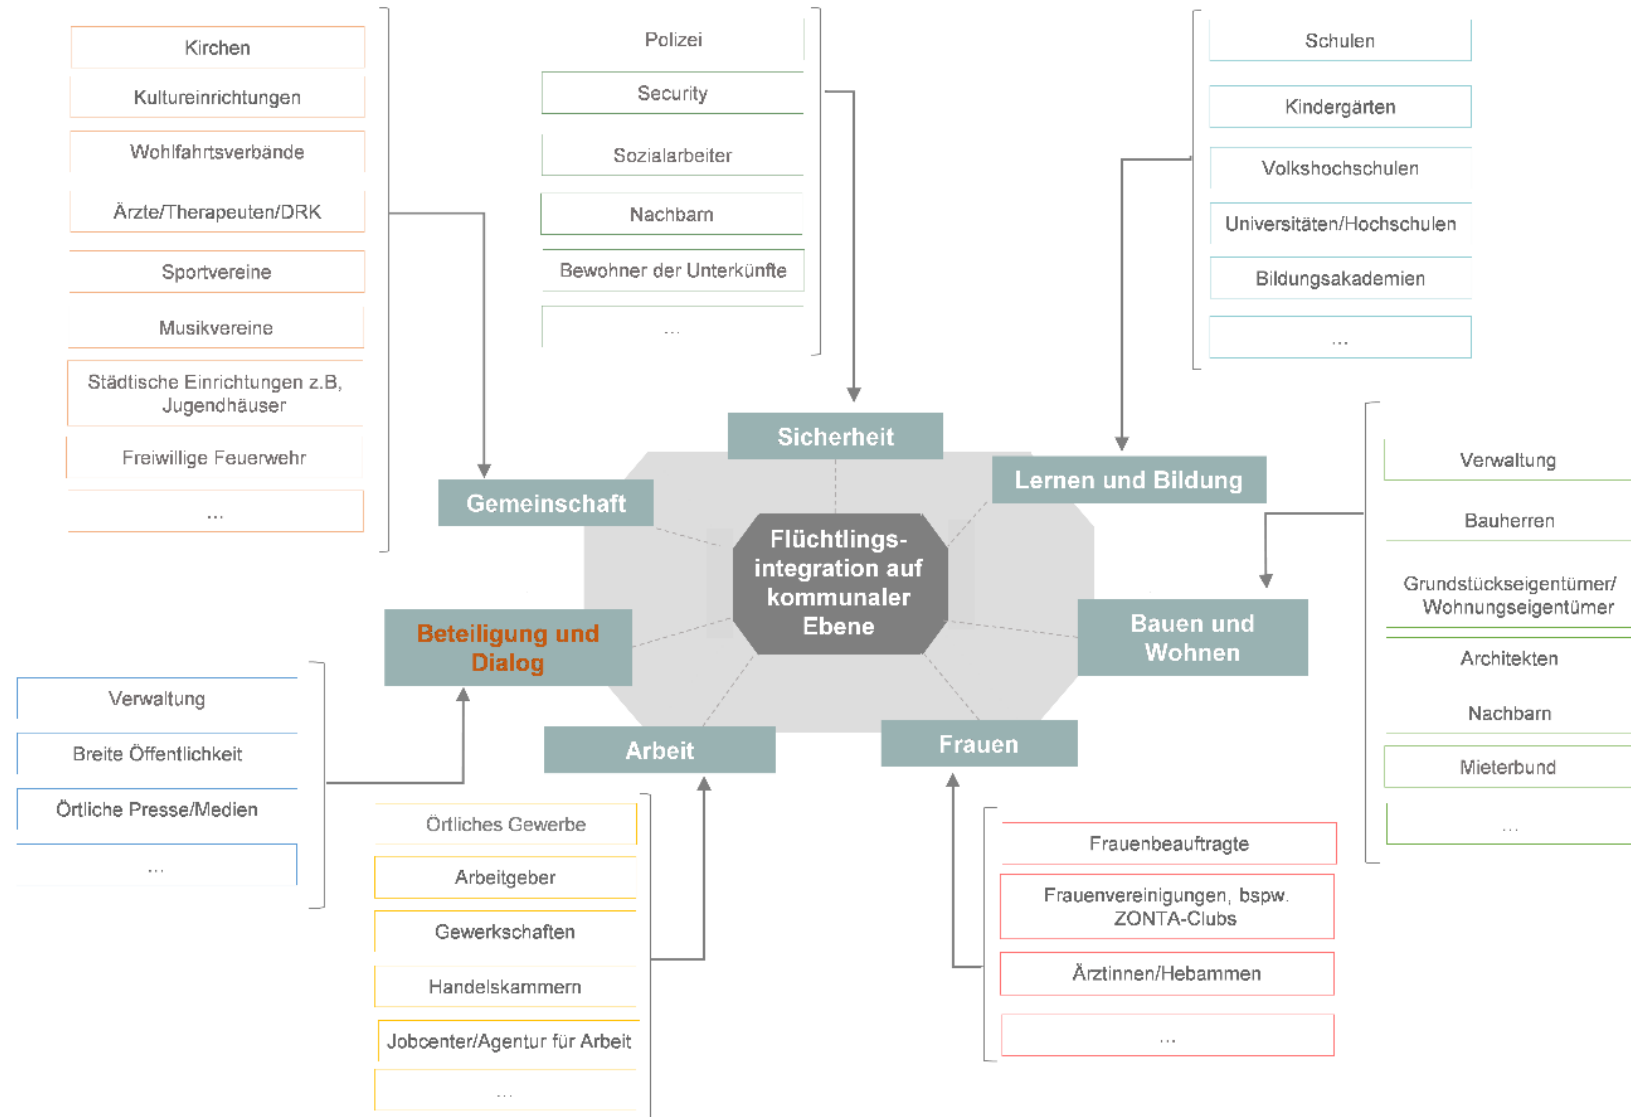 Kirchen
Kultureinrichtungen
Wohlfahrtsverbände
Ärzte/Therapeuten/DRK
Sportvereine
Musikvereine
Städtische Einrichtungen z.B,
Jugendhäuser
Freiwillige Feuerwehr
...
Polizei
Security
Sozialarbeiter
Nachbarn
Bewohner der Unterkünfte
...
Schulen
Kindergärten
Volkshochschulen
Universitäten/Hochschulen
Bildungsakademien
...
Sicherheit
Gemeinschaft
Lernen und Bildung
Flüchtlings-
integration auf
kommunaler
Ebene
Beteiligung und
Dialog
Bauen und
Wohnen
Arbeit
Frauen
Verwaltung
Bauherren
Grundstückseigentümer/
Wohnungseigentümer
Architekten
Nachbarn
Mieterbund
...
Verwaltung
Breite Öffentlichkeit
Örtliche Presse/Medien
...
Örtliches Gewerbe
Arbeitgeber
Gewerkschaften
Handelskammern
Jobcenter/Agentur für Arbeit
...
Frauenbeauftragte
Frauenvereinigungen, bspw.
ZONTA-Clubs
Ärztinnen/Hebammen
...